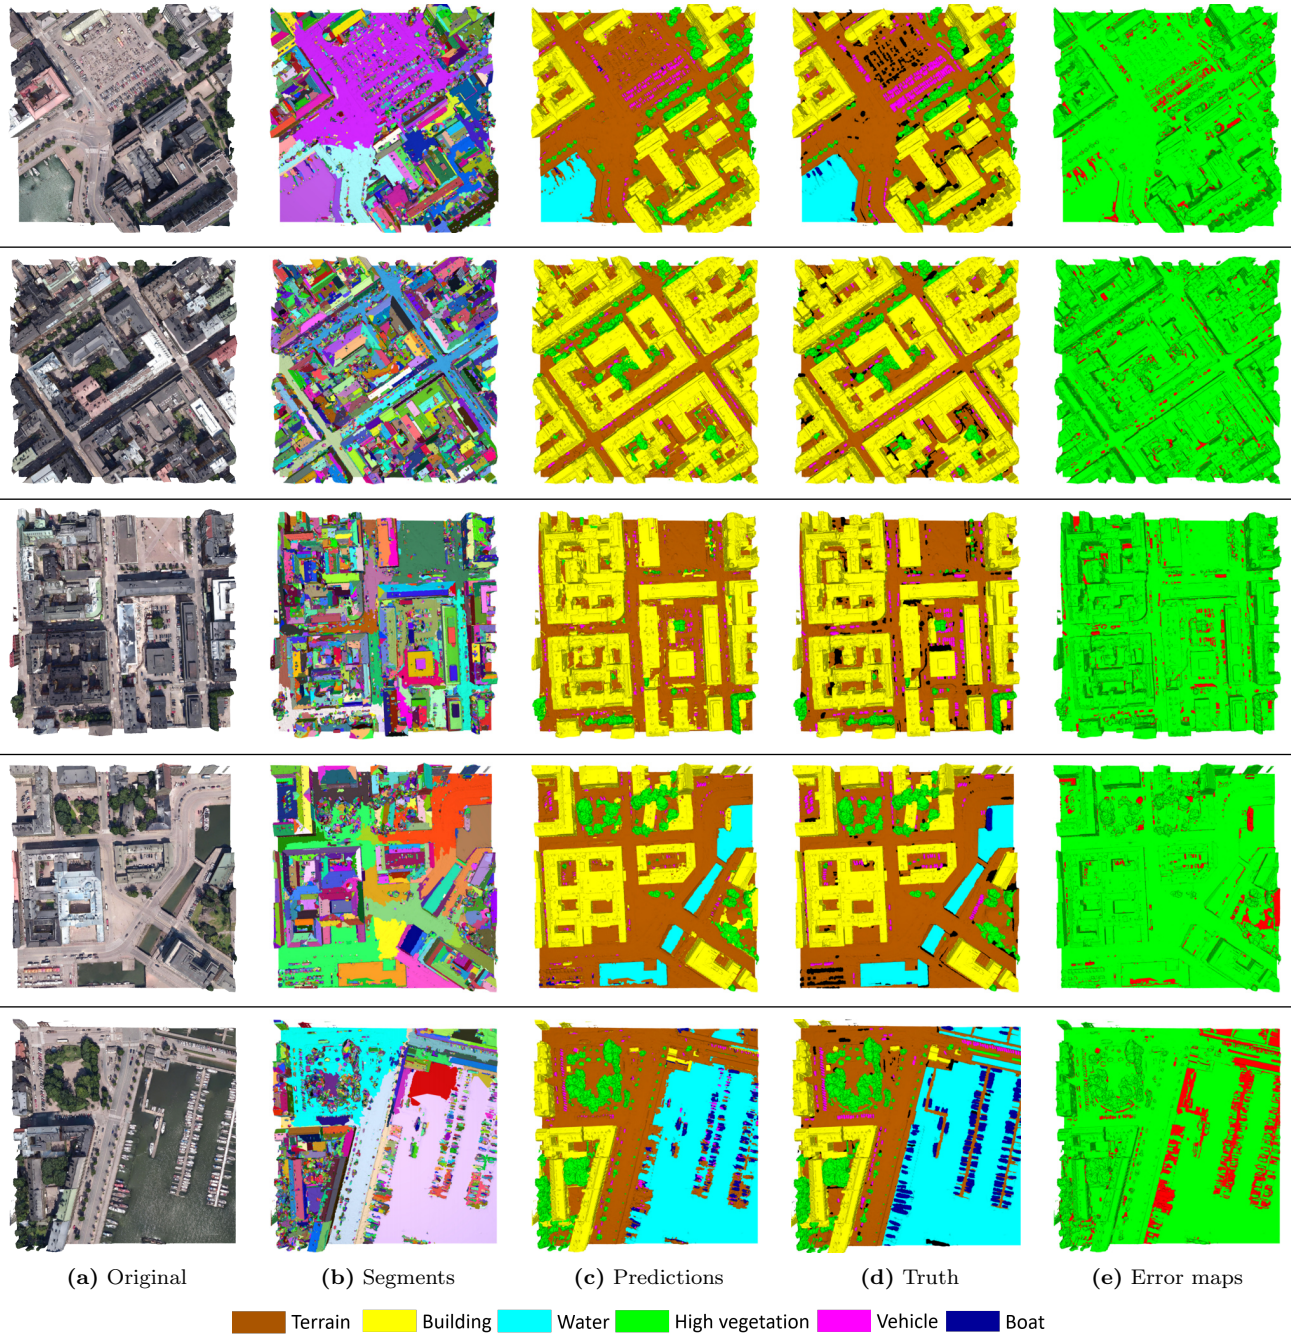 (a) Original
(b) Segments
(c) Predictions
(d) Truth
(e) Error maps
Terrain
Building
Water
High vegetation
Vehicle
Boat